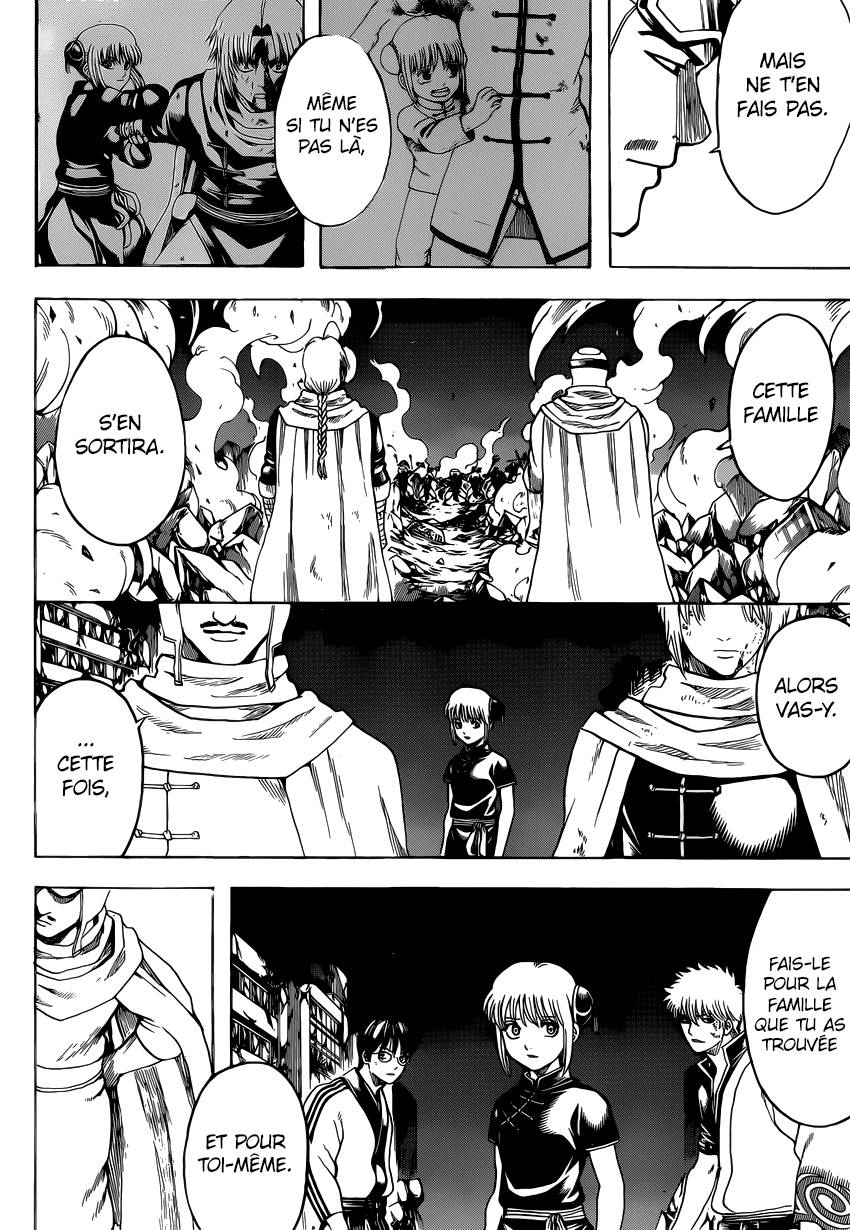 MAIS
NE T'EN
FAIS PAS.
MÊME
SI TU N'ES
PAS LÀ,
CETTE
FAMILLE
S'EN
SORTIRA.
ALORS
VAS-Y.
...
CETTE
FOIS,
FAIS-LE
POUR LA
FAMILLE
QUE TU AS
TROUVÉE
ET POUR
TOI-MÊME.